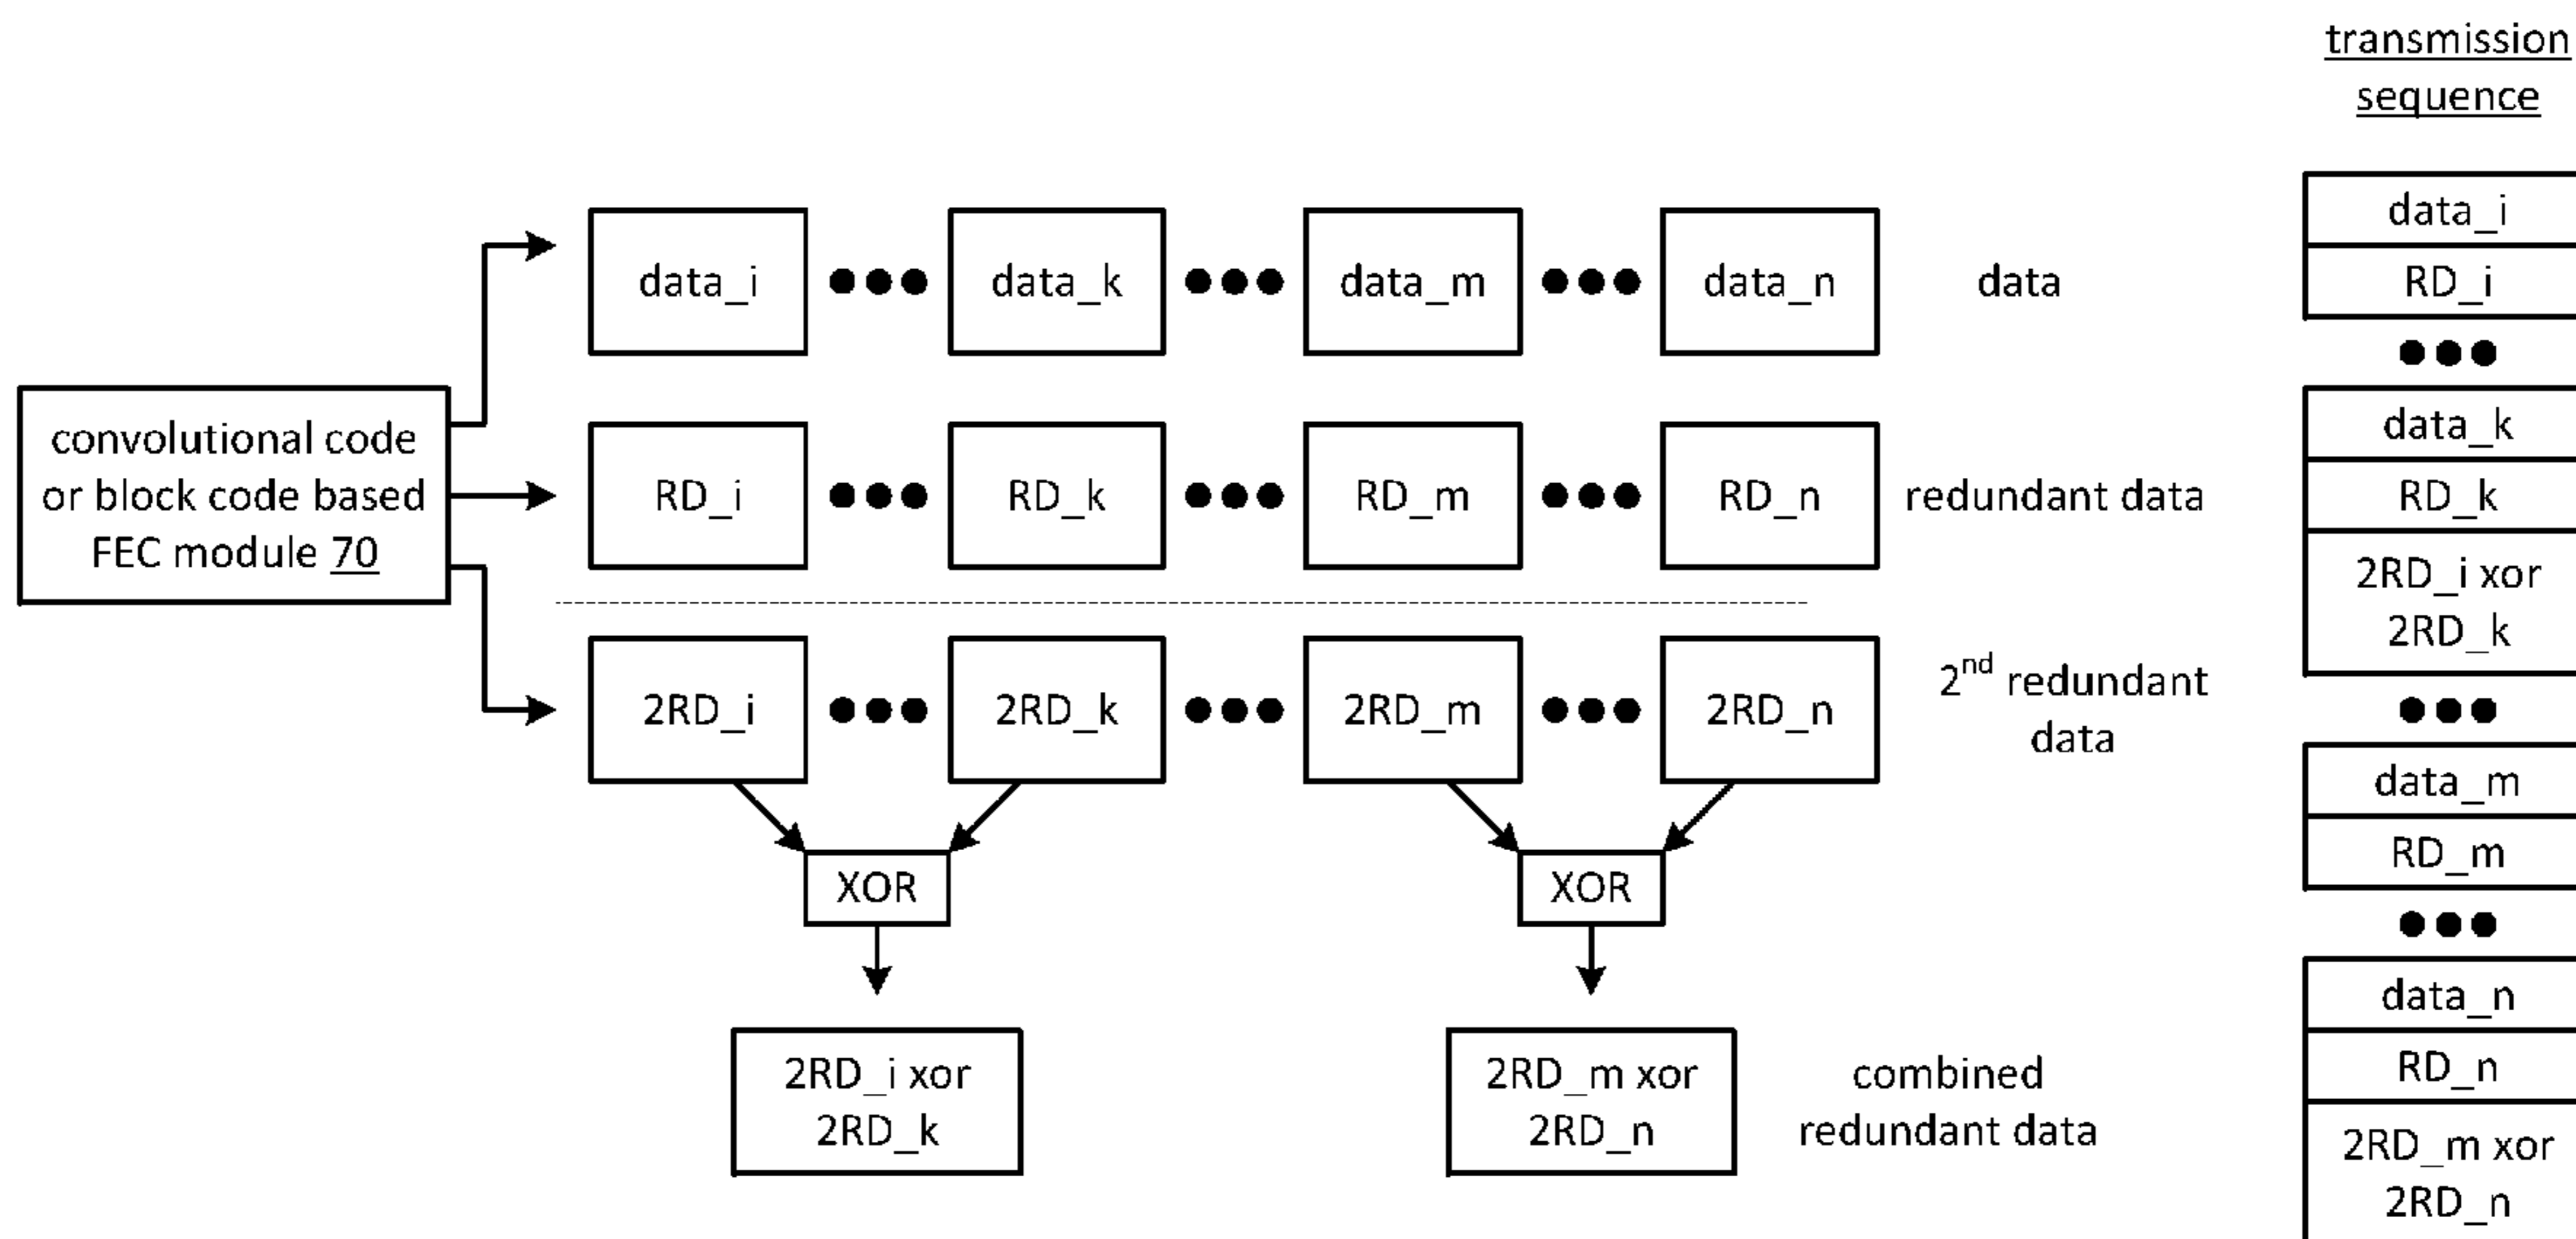 transmission
sequence
convolutional code
or block code based
FEC module 70
data_i
data_k
data_m
data_n
data
RD_i
RD_k
RD_m
RD_n
redundant data
2RD_i
2RD_k
2RD_m
2RD_n
2nd redundant
data
XOR
XOR
2RD_i xor
2RD_k
2RD_m xor
2RD_n
combined
redundant data
data_i
RD_i
data_k
RD_k
2RD_i xor
2RD_k
data_m
RD_m
data_n
RD_n
2RD_m xor
2RD_n